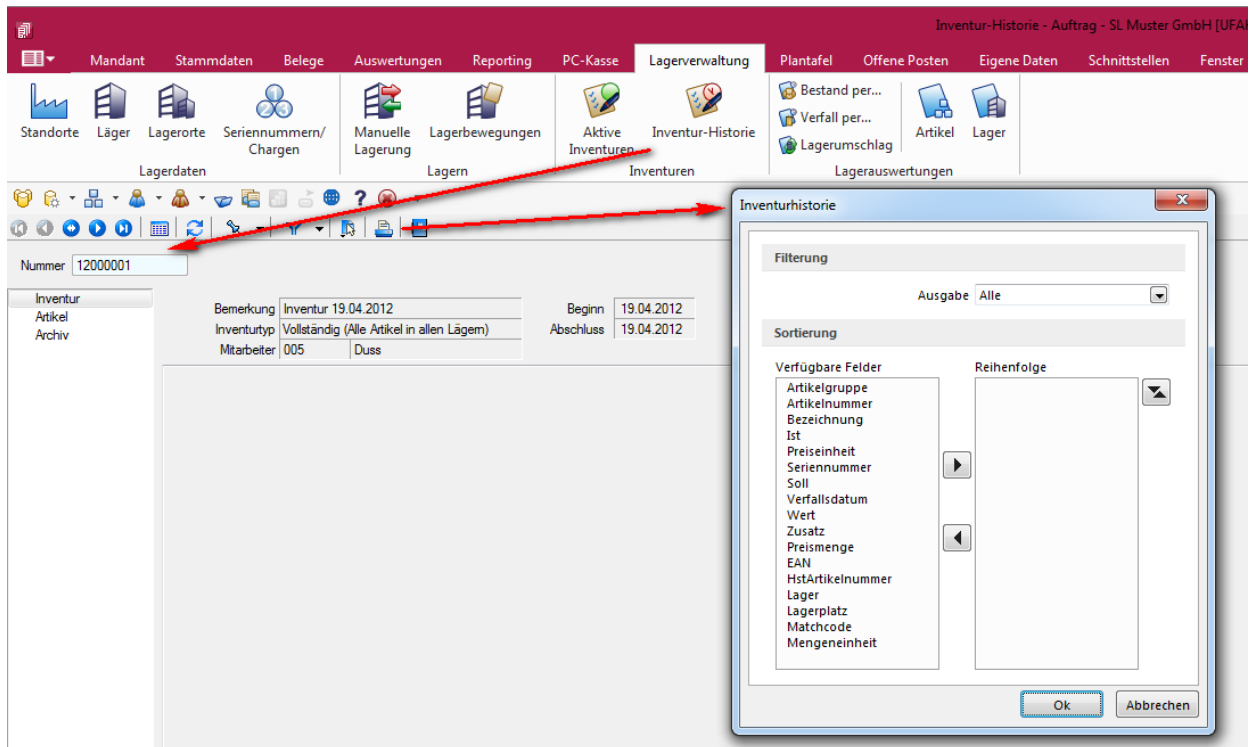 Inventur-Historie - Auftrag - SL Muster GmbH [UFA
Mandant Stammdaten Belege Auswertungen Reporting PC-Kasse Lagerverwaltung Plantafel Offene Posten Eigene Daten Schnittstellen Fenster
Standorte Läger Lagerorte Seriennummern/ Chargen Manuelle Lagerung Lagerbewegungen Aktive Inventuren Inventur-Historie
Bestand per...
Verfall per...
Lagerumschlag
Artikel Lager
Lagerdaten Lagern Inventuren Lagerauswertungen
Nummer 12000001
Inventur
Artikel
Archiv
Bemerkung Inventur 19.04.2012 Beginn 19.04.2012
Inventurtyp Vollständig (Alle Artikel in allen Lägern) Abschluss 19.04.2012
Mitarbeiter 005 Duss
Inventurhistorie
Filterung
Ausgabe Alle
Sortierung
Verfügbare Felder Reihenfolge
Artikelgruppe
Artikelnummer
Bezeichnung
Ist
Preiseinheit
Seriennummer
Soll
Verfallsdatum
Wert
Zusatz
Preismenge
EAN
HstArtikelnummer
Lager
Lagerplatz
Matchcode
Mengeneinheit
Ok Abbrechen